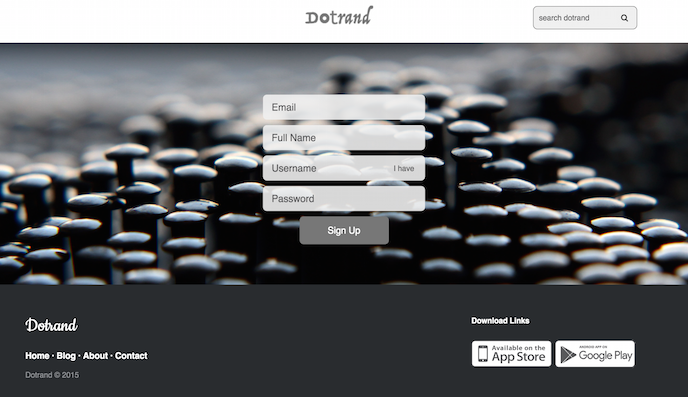 Dotrand
search dotrand
Email
Full Name
Username I have
Password
Sign Up
Dotrand
Download Links
Available on the
App Store
ANDROID APP ON
Google Play
Home · Blog · About · Contact
Dotrand © 2015